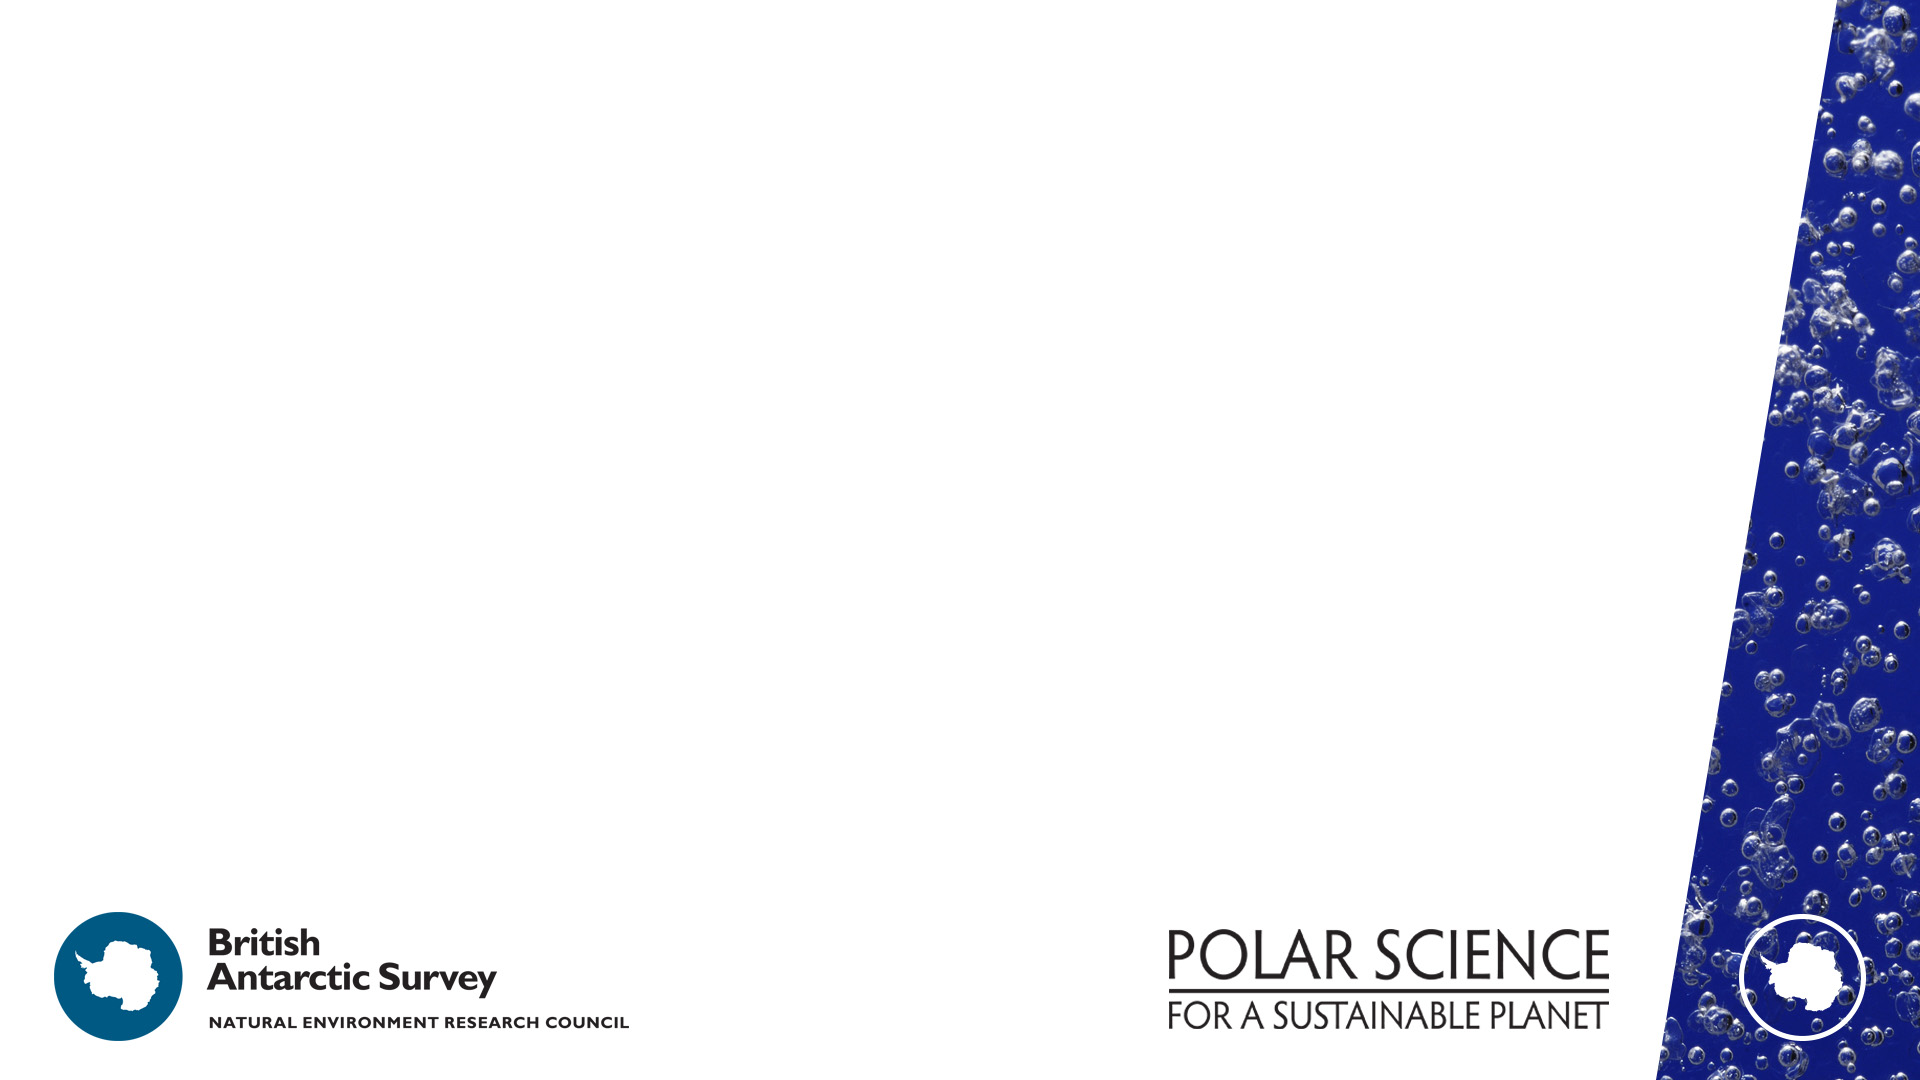 British
Antarctic Survey
NATURAL ENVIRONMENT RESEARCH COUNCIL
POLAR SCIENCE
FOR A SUSTAINABLE PLANET